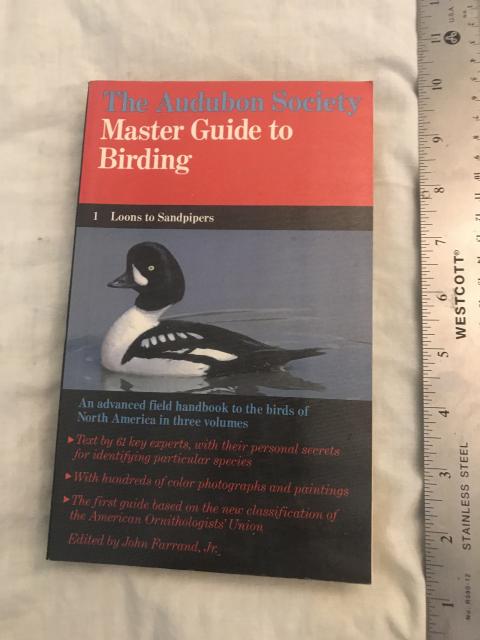 The Audubon Society
Master Guide to
Birding
1 Loons to Sandpipers
An advanced field handbook to the birds of
North America in three volumes
▸Text by 61 key experts, with their personal secrets
for identifying particular species
▸With hundreds of color photographs and paintings
▸The first guide based on the new classification of
the American Ornithologists' Union
Edited by John Farrand, Jr.
1
2
3
4
5
6
7
8
9
10
11
WESTCOTT®
STAINLESS STEEL
U.S.A.